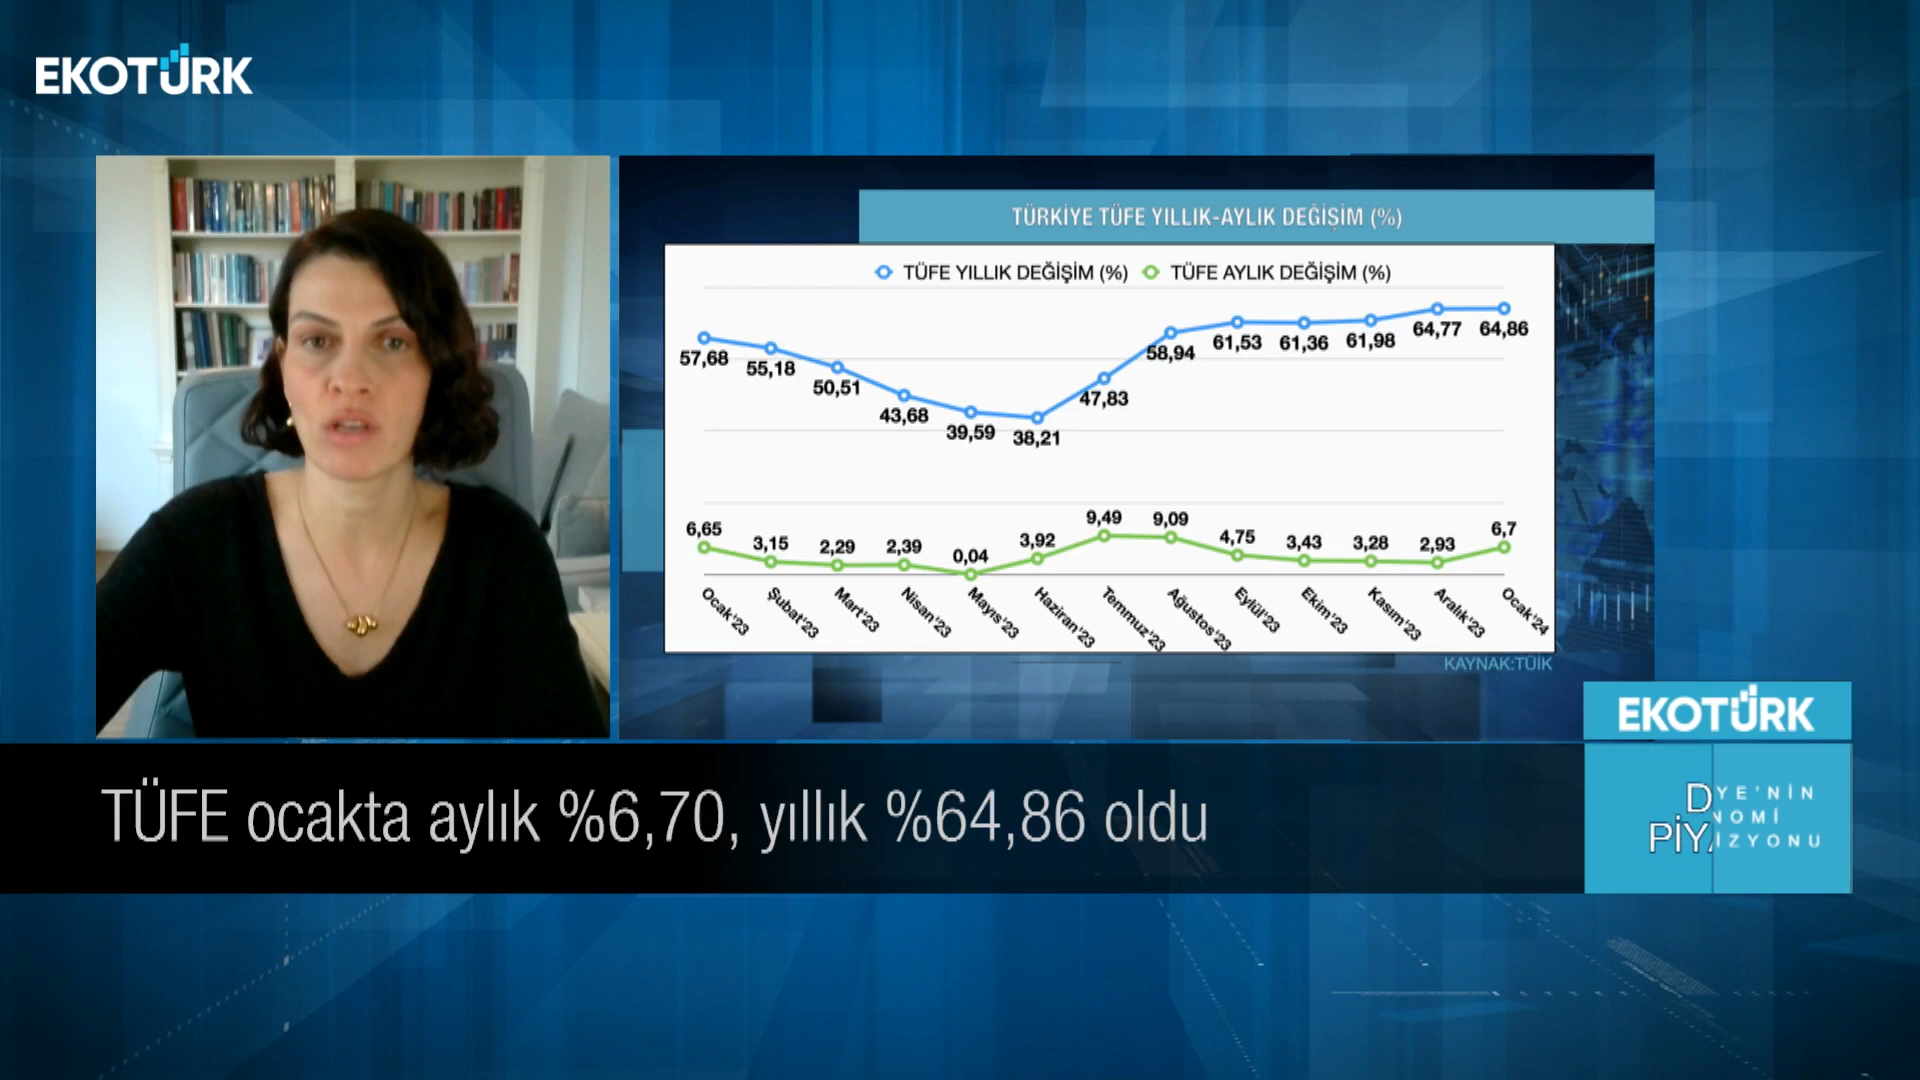 EKOTÜRK
TÜRKİYE TÜFE YILLIK-AYLIK DEĞİŞİM (%)
TÜFE YILLIK DEĞİŞİM (%) TÜFE AYLIK DEĞİŞİM (%)
57,68 55,18 50,51 43,68 39,59 38,21 47,83 58,94 61,53 61,36 61,98 64,77 64,86
6,65 3,15 2,29 2,39 0,04 3,92 9,49 9,09 4,75 3,43 3,28 2,93 6,7
Ocak'23 Şubat'23 Mart'23 Nisan'23 Mayıs'23 Haziran'23 Temmuz'23 Ağustos'23 Eylül'23 Ekim'23 Kasım'23 Aralık'23 Ocak'24
KAYNAK:TÜİK
EKOTÜRK
TÜFE ocakta aylık %6,70, yıllık %64,86 oldu